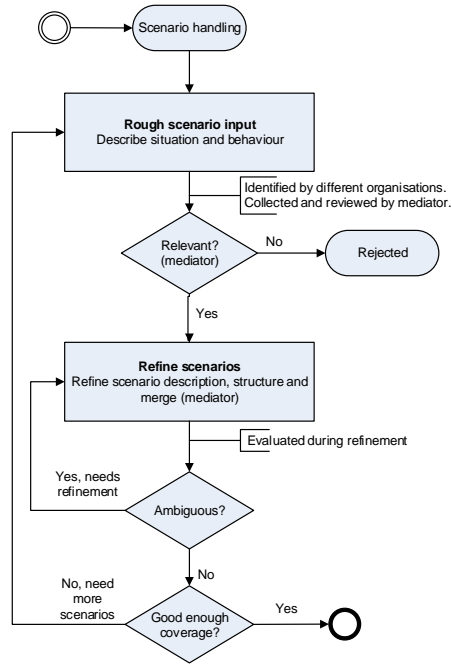 Scenario handling
Rough scenario input
Describe situation and behaviour
Identified by different organisations.
Collected and reviewed by mediator.
Relevant?
(mediator)
No
Rejected
Yes
Refine scenarios
Refine scenario description, structure and
merge (mediator)
Evaluated during refinement
Yes, needs
refinement
Ambiguous?
No
No, need
more
scenarios
Good enough
coverage?
Yes